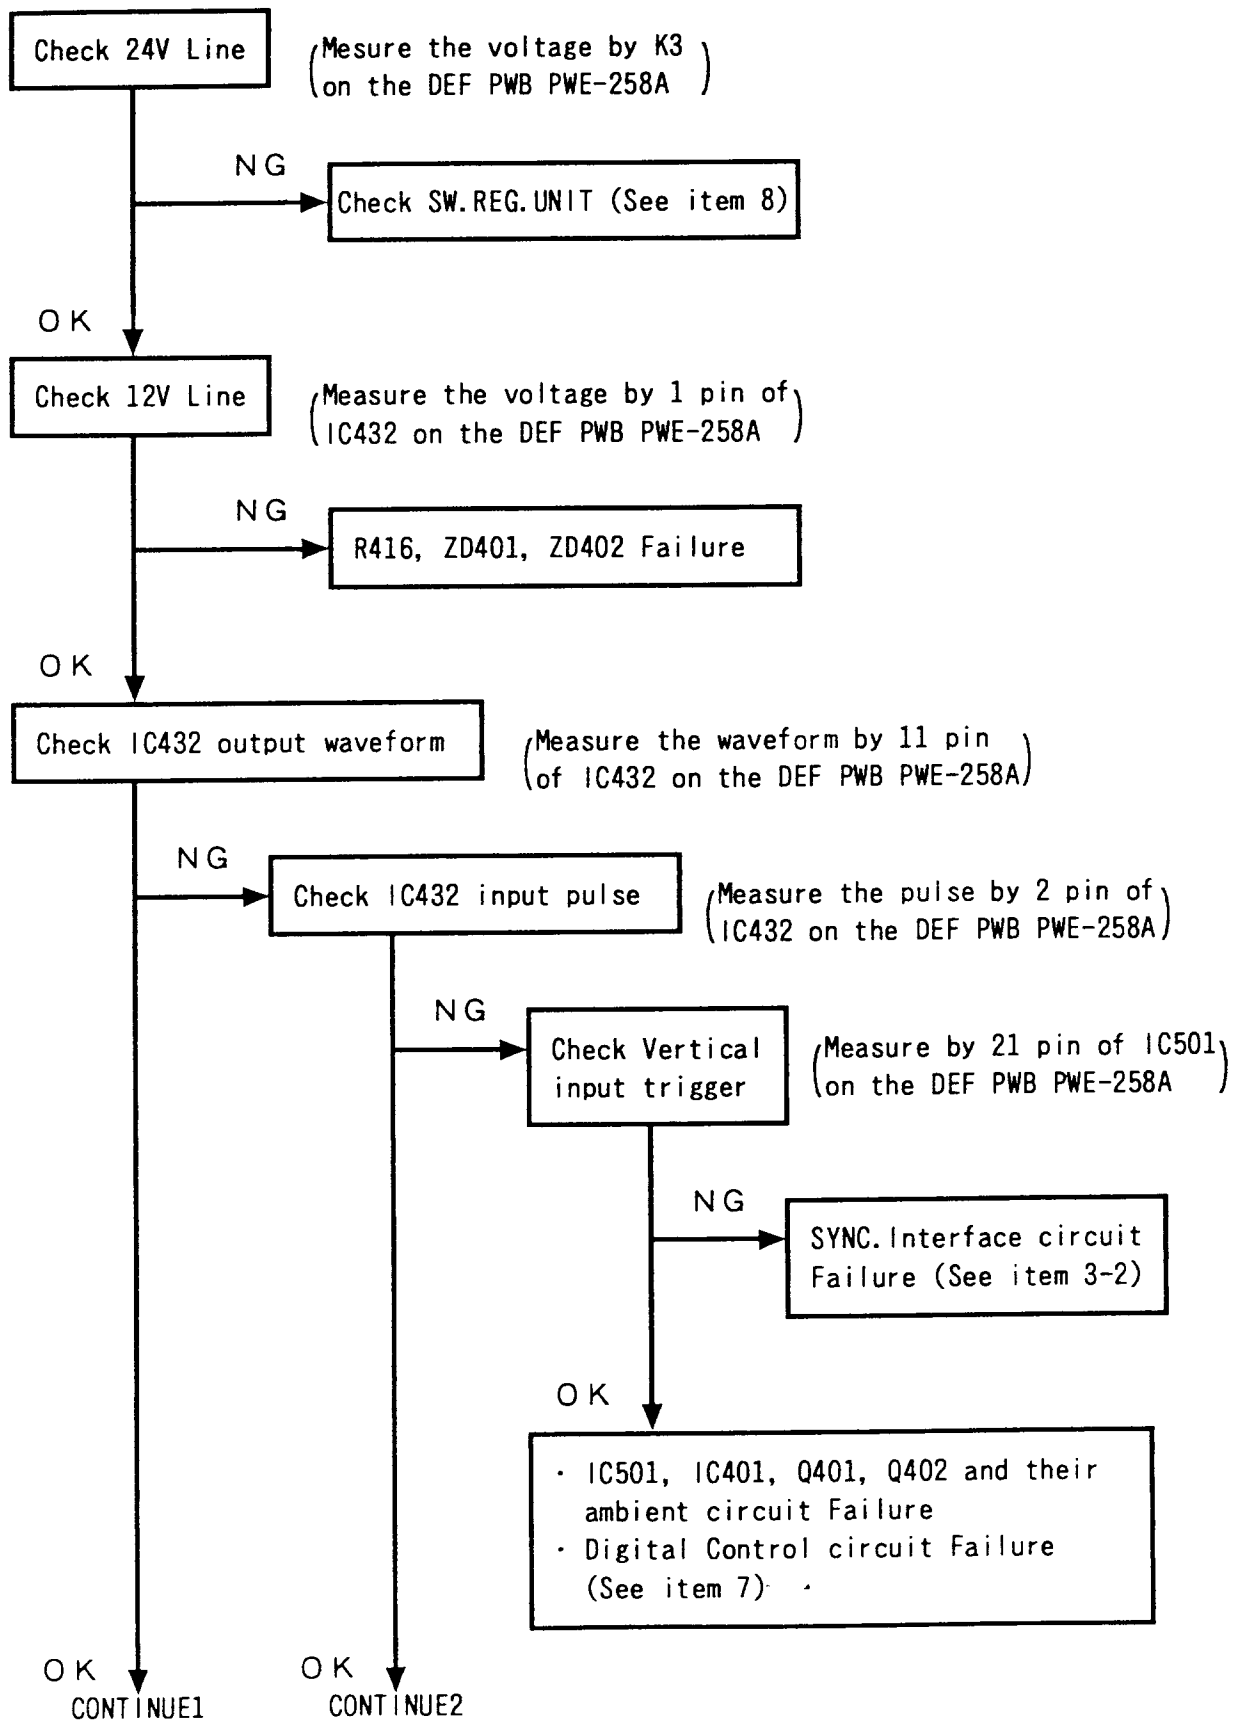 Check 24V Line
(Mesure the voltage by K3
on the DEF PWB PWE-258A)
NG
Check SW.REG.UNIT (See item 8)
OK
Check 12V Line
(Measure the voltage by 1 pin of
IC432 on the DEF PWB PWE-258A)
NG
R416, ZD401, ZD402 Failure
OK
Check IC432 output waveform
(Measure the waveform by 11 pin
of IC432 on the DEF PWB PWE-258A)
NG
Check IC432 input pulse
(Measure the pulse by 2 pin of
IC432 on the DEF PWB PWE-258A)
NG
Check Vertical
input trigger
(Measure by 21 pin of IC501
on the DEF PWB PWE-258A)
NG
SYNC.Interface circuit
Failure (See item 3-2)
OK
· IC501, IC401, Q401, Q402 and their
ambient circuit Failure
· Digital Control circuit Failure
(See item 7)
OK
CONTINUE1
OK
CONTINUE2